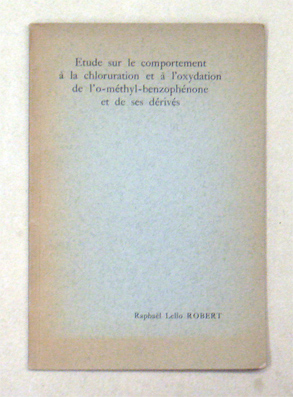 Etude sur le comportement
à la chloruration et à l'oxydation
de l'o-méthyl-benzophénone
et de ses dérivés
Raphaël Lello ROBERT